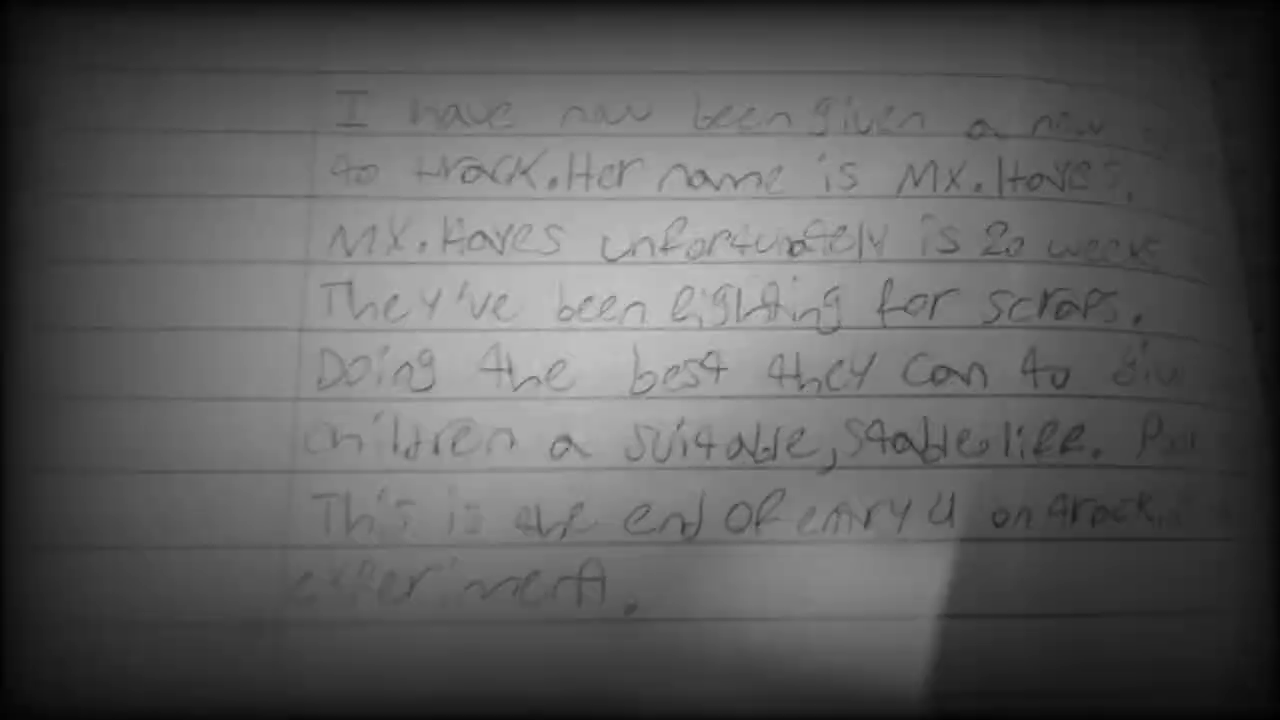 I have now been given a new
to track. Her name is MX. Hayes.
MX. Hayes unfortunately is 20 weeks
They've been fighting for scraps.
Doing the best they can to giv
children a suitable, stable life.
This is the end of entry 4 on track
experiment.